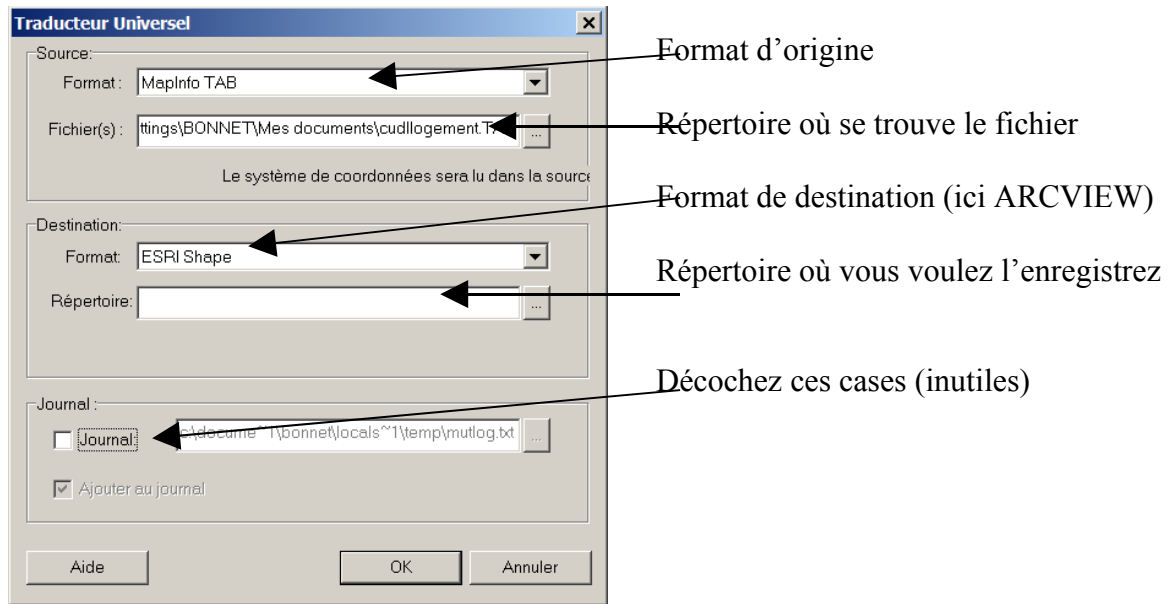 Traducteur Universel
Format d’origine
Source:
Format :
MapInfo TAB
Fichier(s) :
ttings\BONNET\Mes documents\cudllogement.T
...
Répertoire où se trouve le fichier
Le système de coordonnées sera lu dans la source
Format de destination (ici ARCVIEW)
Destination:
Format:
ESRI Shape
Répertoire où vous voulez l’enregistrez
Répertoire:
...
Décochez ces cases (inutiles)
Journal :
Journal:
c:\docume~1\bonnet\locals~1\temp\mutlog.txt
...
Ajouter au journal
Aide
OK
Annuler